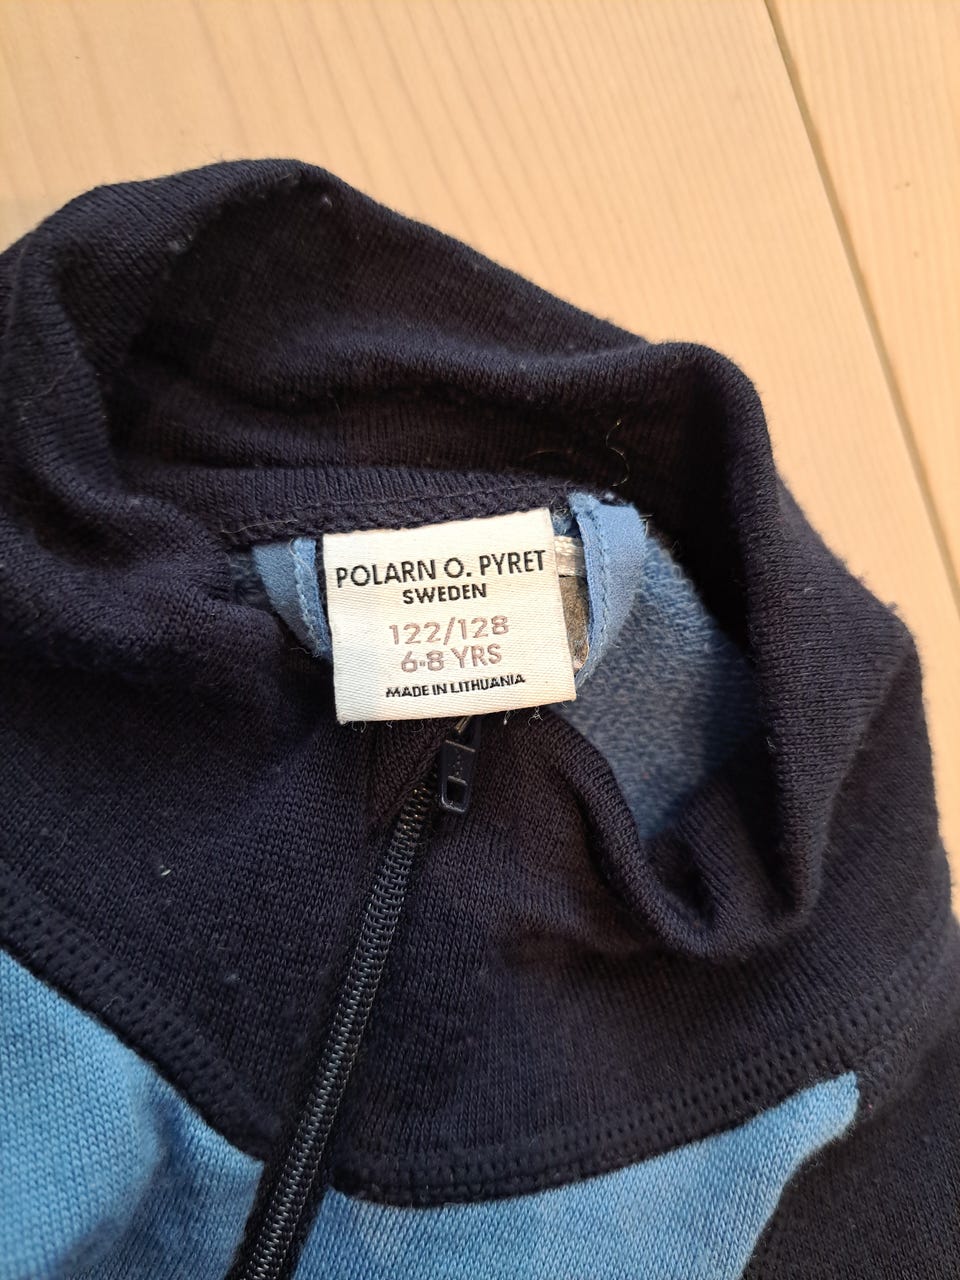 POLARN O. PYRET
SWEDEN
122/128
6-8 YRS
MADE IN LITHUANIA